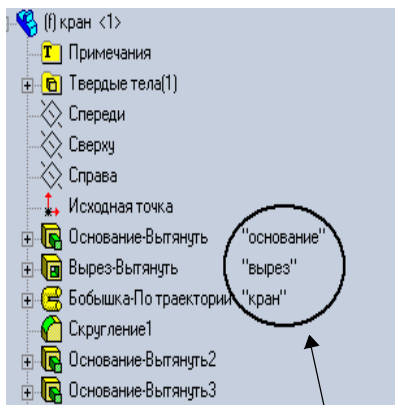 (f) кран <1>
Примечания
Твердые тела(1)
Спереди
Сверху
Справа
Исходная точка
Основание-Вытянуть "основание"
Вырез-Вытянуть "вырез"
Бобышка-По траектории "кран"
Скругление1
Основание-Вытянуть2
Основание-Вытянуть3